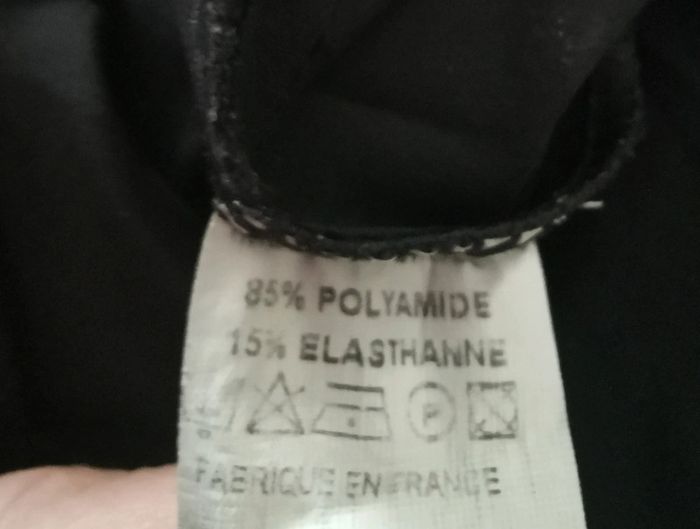 85% POLYAMIDE
15% ELASTHANNE
P
FABRIQUE EN FRANCE